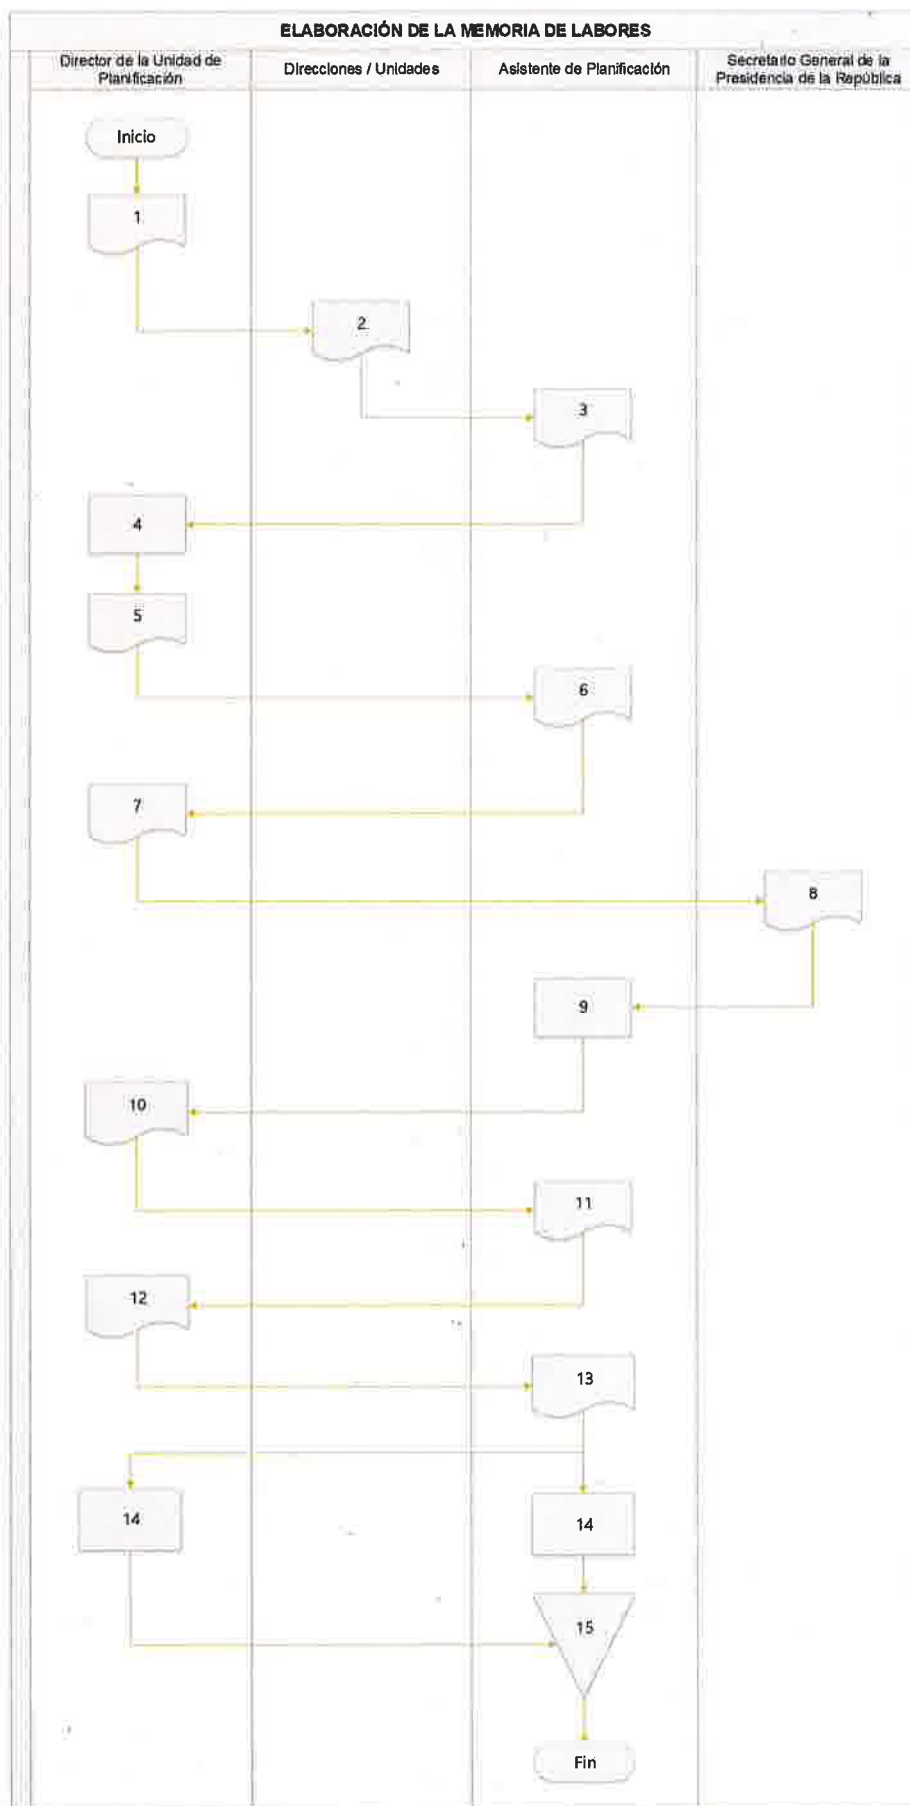 ELABORACIÓN DE LA MEMORIA DE LABORES
Director de la Unidad de
Planificación
Direcciones / Unidades
Asistente de Planificación
Secretario General de la
Presidencia de la República
Inicio
1
2
3
4
5
6
7
8
9
10
11
12
13
14
14
15
Fin